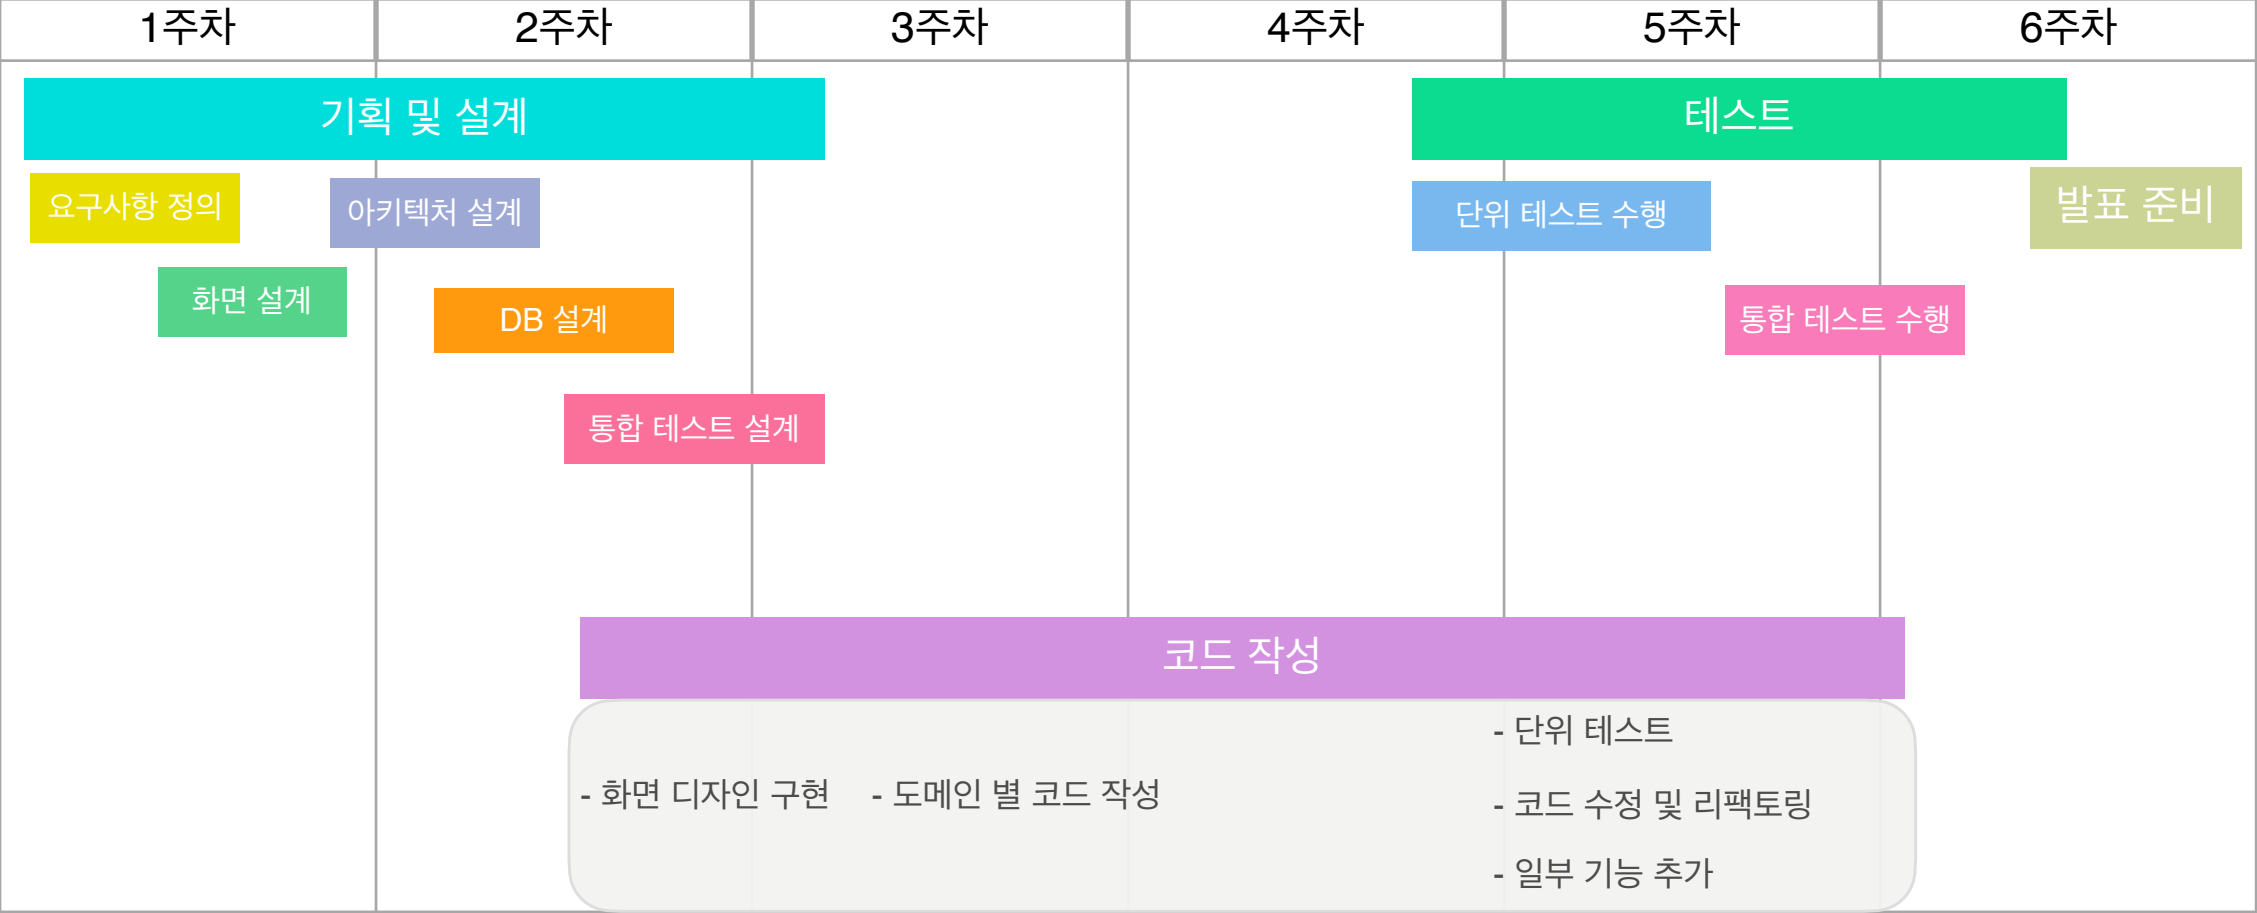 1주차
2주차
3주차
4주차
5주차
6주차
기획 및 설계
테스트
요구사항 정의
아키텍처 설계
단위 테스트 수행
발표 준비
화면 설계
DB 설계
통합 테스트 수행
통합 테스트 설계
코드 작성
- 화면 디자인 구현
- 도메인 별 코드 작성
- 단위 테스트
- 코드 수정 및 리팩토링
- 일부 기능 추가